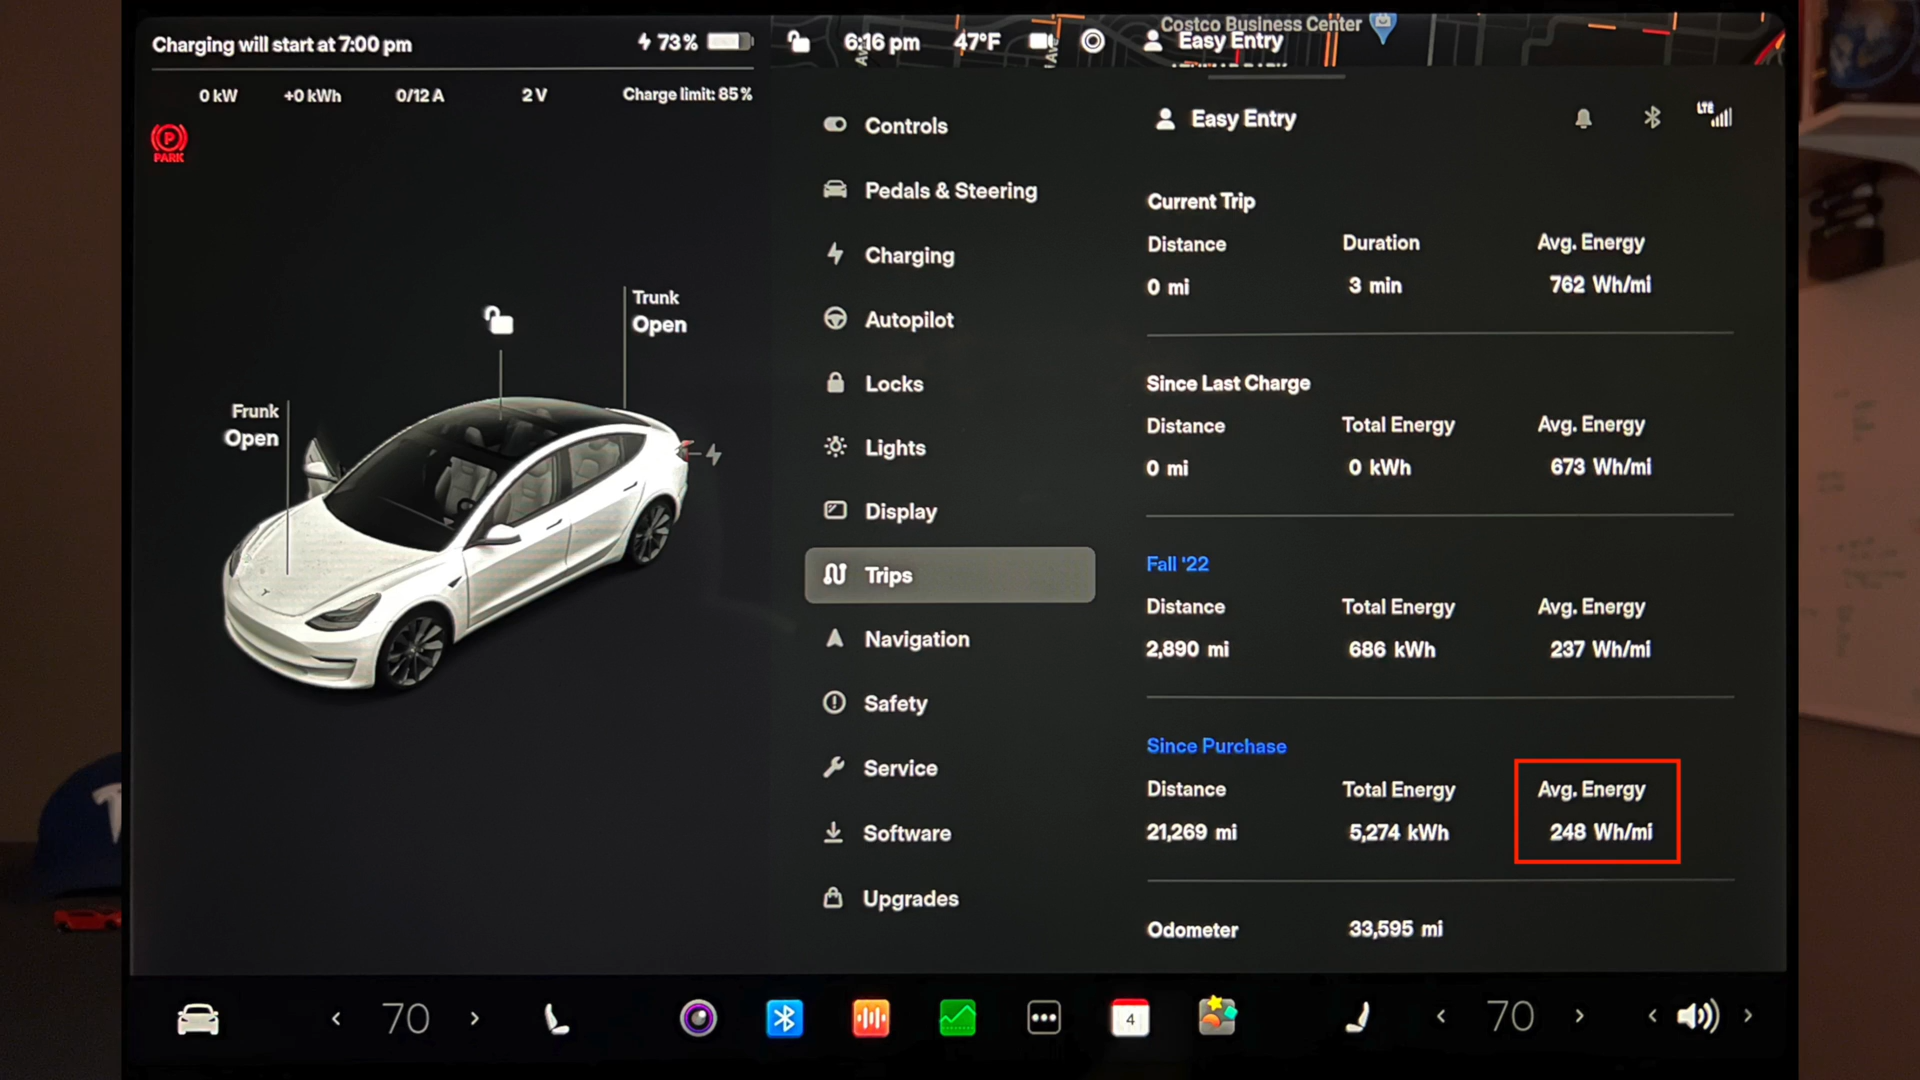 Charging will start at 7:00 pm
73%
0 kW
+0 kWh
0/12 A
2 V
Charge limit: 85%
P
PARK
Trunk
Open
Frunk
Open
6:16 pm
47°F
Costco Business Center
Easy Entry
Controls
Pedals & Steering
Charging
Autopilot
Locks
Lights
Display
Trips
Navigation
Safety
Service
Software
Upgrades
Easy Entry
LTE
Current Trip
Distance Duration Avg. Energy
0 mi 3 min 762 Wh/mi
Since Last Charge
Distance Total Energy Avg. Energy
0 mi 0 kWh 673 Wh/mi
Fall '22
Distance Total Energy Avg. Energy
2,890 mi 686 kWh 237 Wh/mi
Since Purchase
Distance Total Energy Avg. Energy
21,269 mi 5,274 kWh 248 Wh/mi
Odometer 33,595 mi
70
4
70